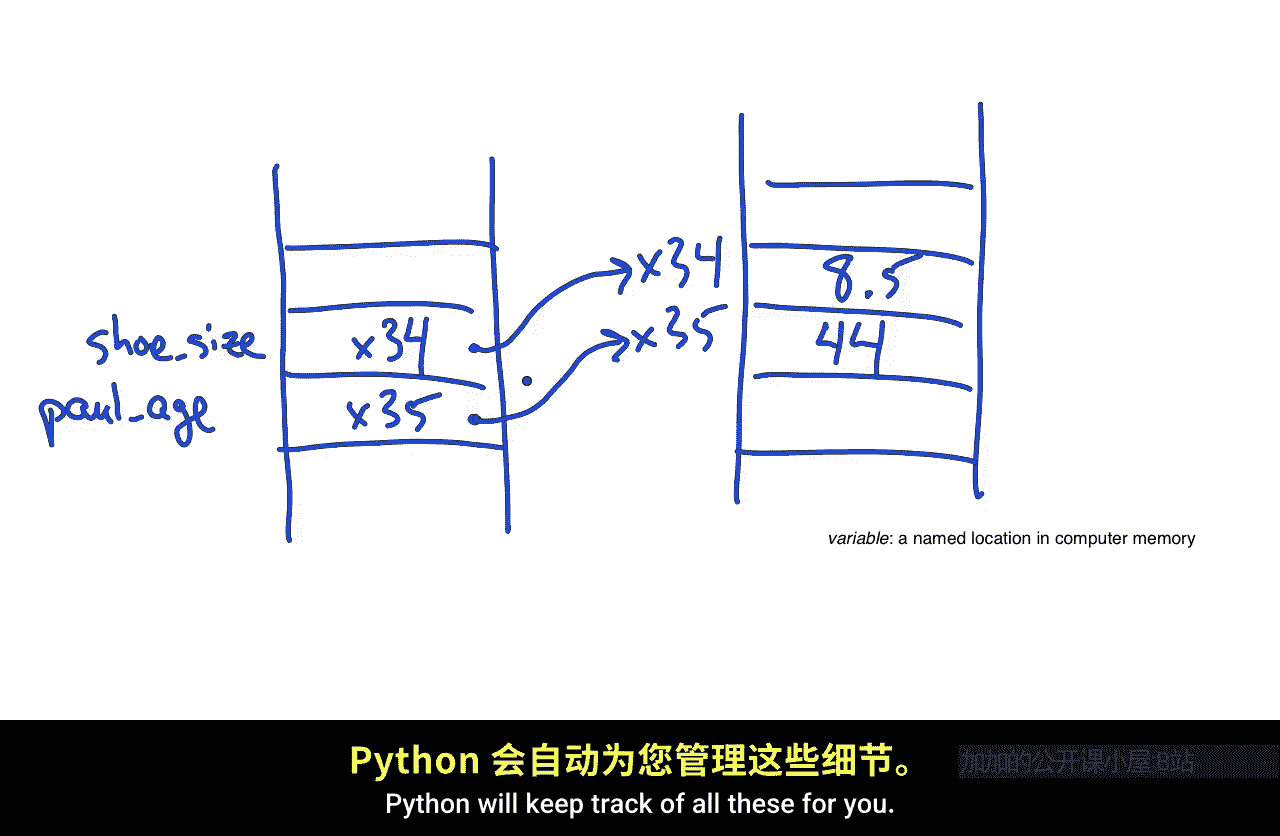 x34
8.5
x35
44
shoe_size
x34
paul_age
x35
variable: a named location in computer memory
Python 会自动为您管理这些细节。
加加的公开课小屋 B站
Python will keep track of all these for you.